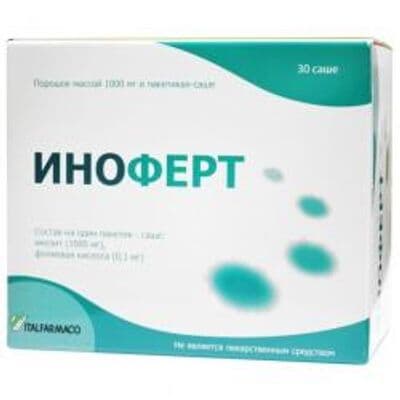 30 саше
Порошок массой 1000 мг в пакетиках-саше
ИНОФЕРТ
Состав на один пакетик - саше:
инозит (1000 мг),
фолиевая кислота (0,1 мг)
ITALFARMACO
Не является лекарственным средством